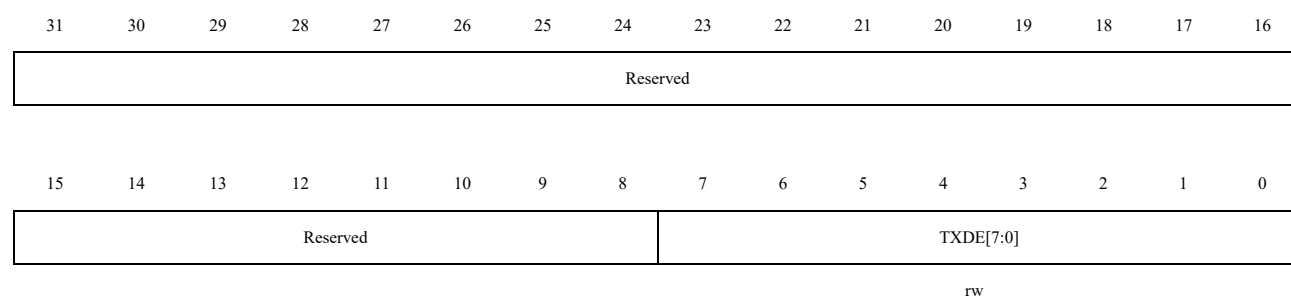 31 30 29 28 27 26 25 24 23 22 21 20 19 18 17 16
Reserved
15 14 13 12 11 10 9 8 7 6 5 4 3 2 1 0
Reserved TXDE[7:0]
rw